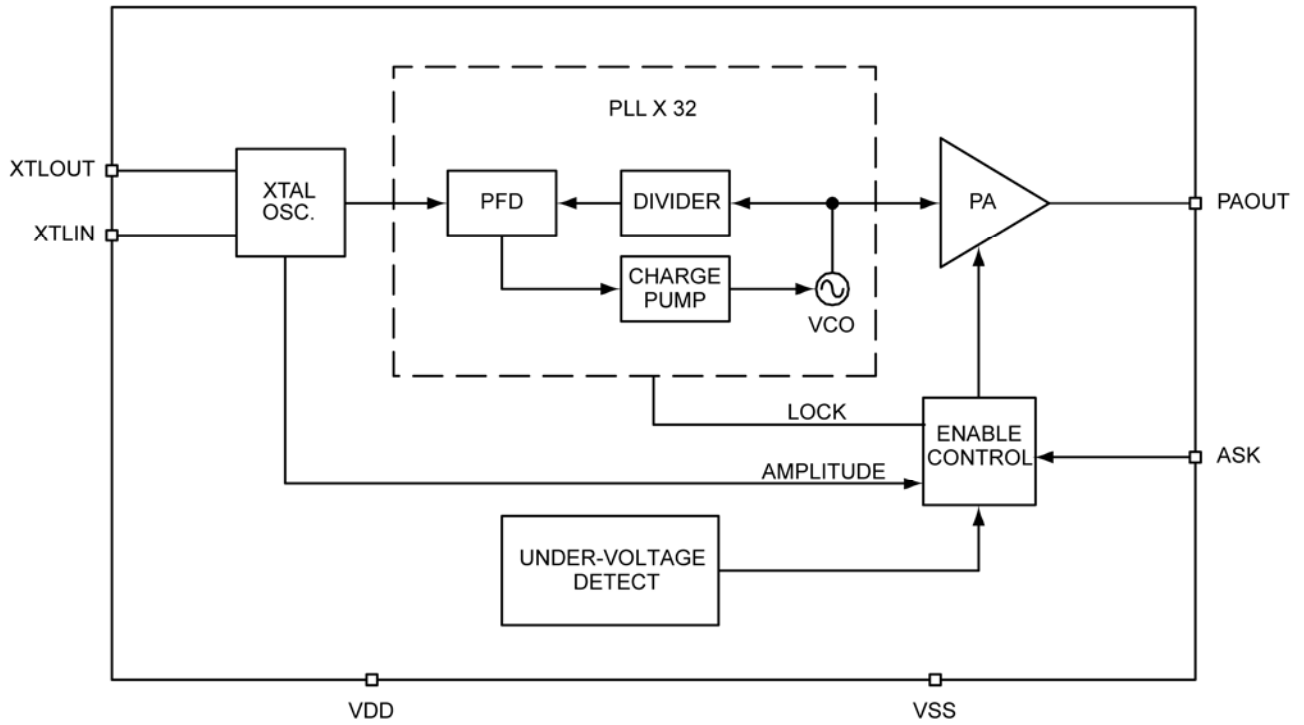 PLL X 32
XTLOUT
XTLIN
XTAL
OSC.
PFD
DIVIDER
PA
PAOUT
CHARGE
PUMP
VCO
LOCK
ENABLE
CONTROL
ASK
AMPLITUDE
UNDER-VOLTAGE
DETECT
VDD
VSS